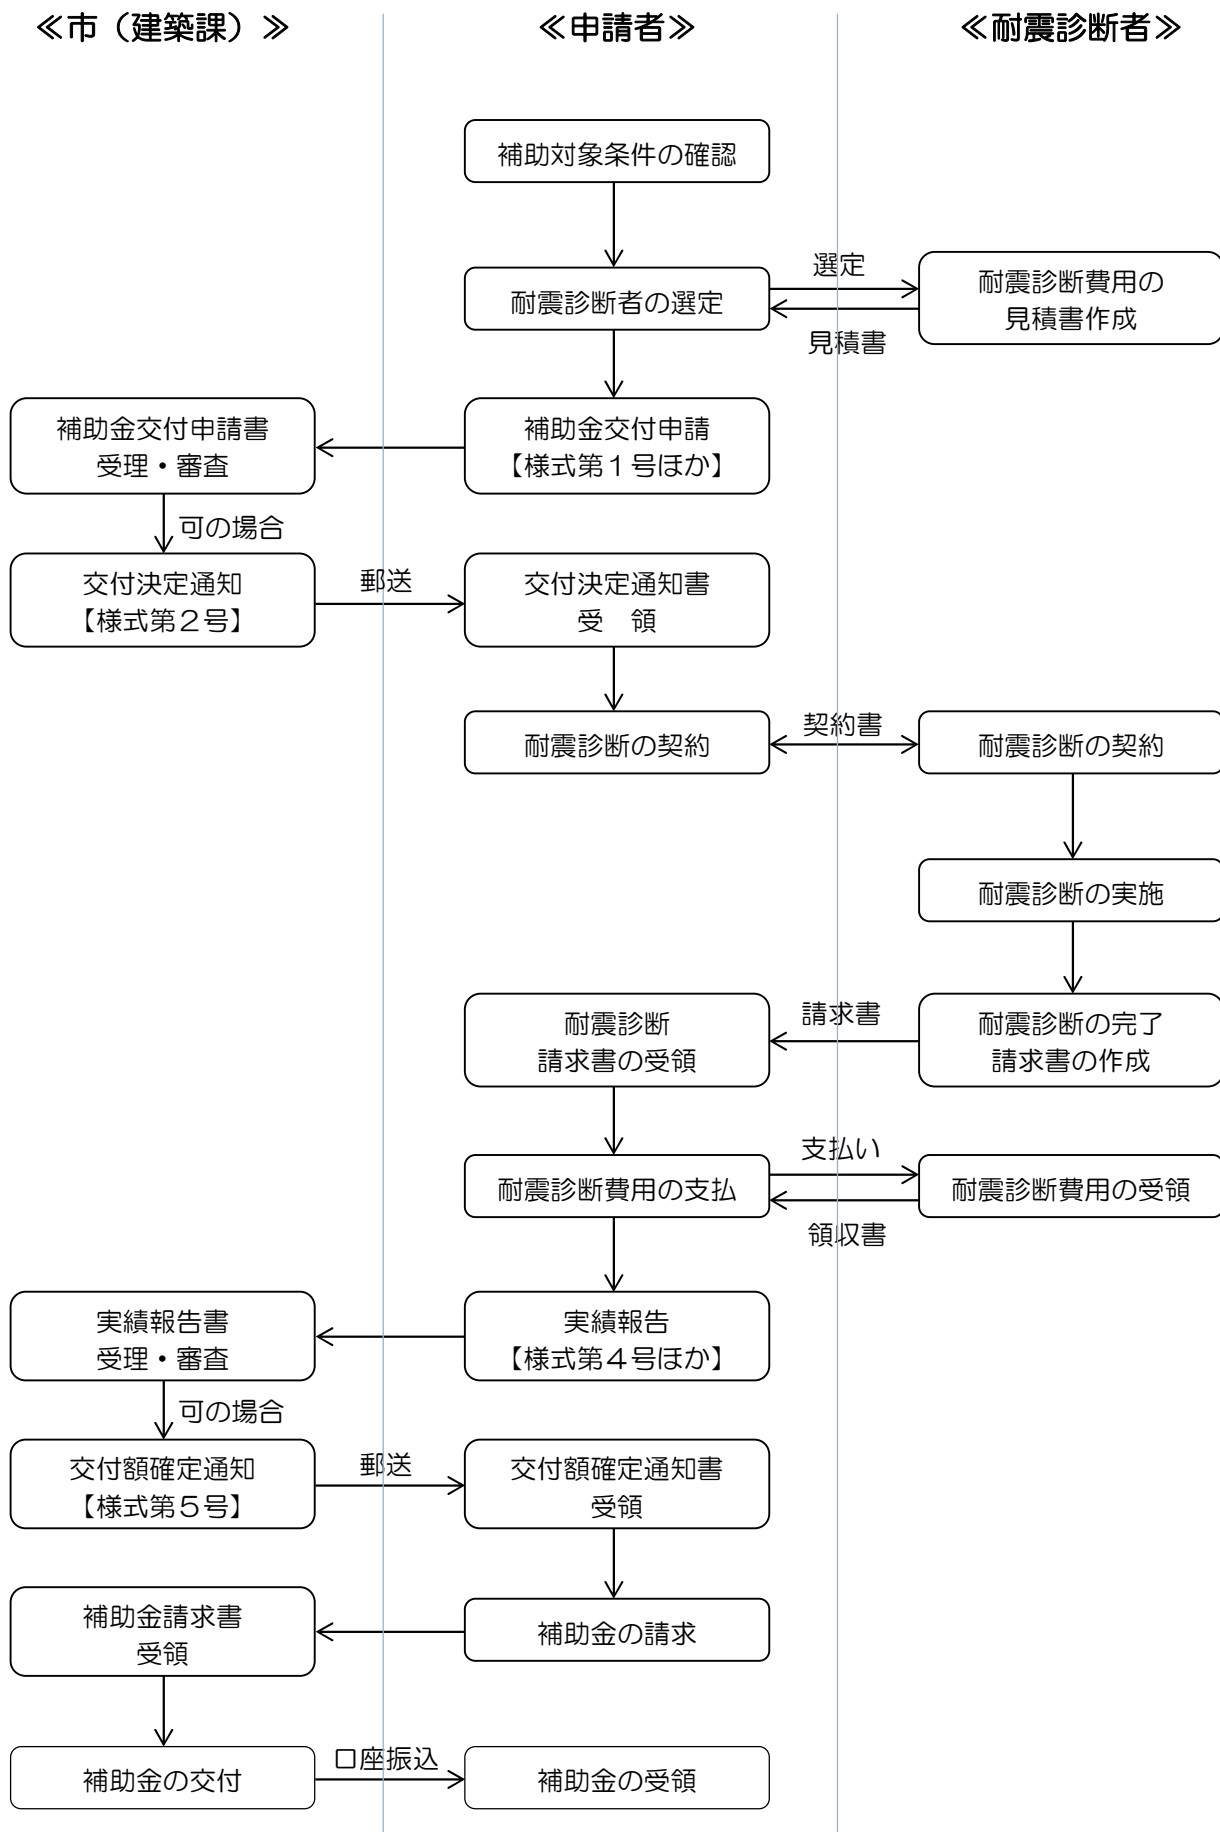 ≪市（建築課）≫
≪申請者≫
≪耐震診断者≫
補助対象条件の確認
選定
耐震診断者の選定
耐震診断費用の
見積書作成
見積書
補助金交付申請書
受理・審査
補助金交付申請
【様式第１号ほか】
可の場合
交付決定通知
【様式第２号】
郵送
交付決定通知書
受　領
耐震診断の契約
契約書
耐震診断の契約
耐震診断の実施
耐震診断
請求書の受領
請求書
耐震診断の完了
請求書の作成
支払い
耐震診断費用の支払
耐震診断費用の受領
領収書
実績報告書
受理・審査
実績報告
【様式第４号ほか】
可の場合
交付額確定通知
【様式第５号】
郵送
交付額確定通知書
受領
補助金請求書
受領
補助金の請求
補助金の交付
口座振込
補助金の受領